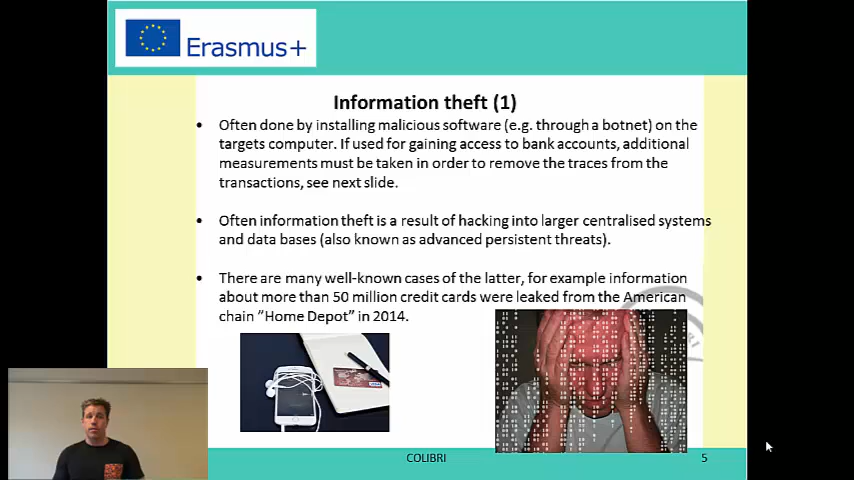 Erasmus+
Information theft (1)
• Often done by installing malicious software (e.g. through a botnet) on the
targets computer. If used for gaining access to bank accounts, additional
measurements must be taken in order to remove the traces from the
transactions, see next slide.
• Often information theft is a result of hacking into larger centralised systems
and data bases (also known as advanced persistent threats).
• There are many well-known cases of the latter, for example information
about more than 50 million credit cards were leaked from the American
chain “Home Depot” in 2014.
COLIBRI
5